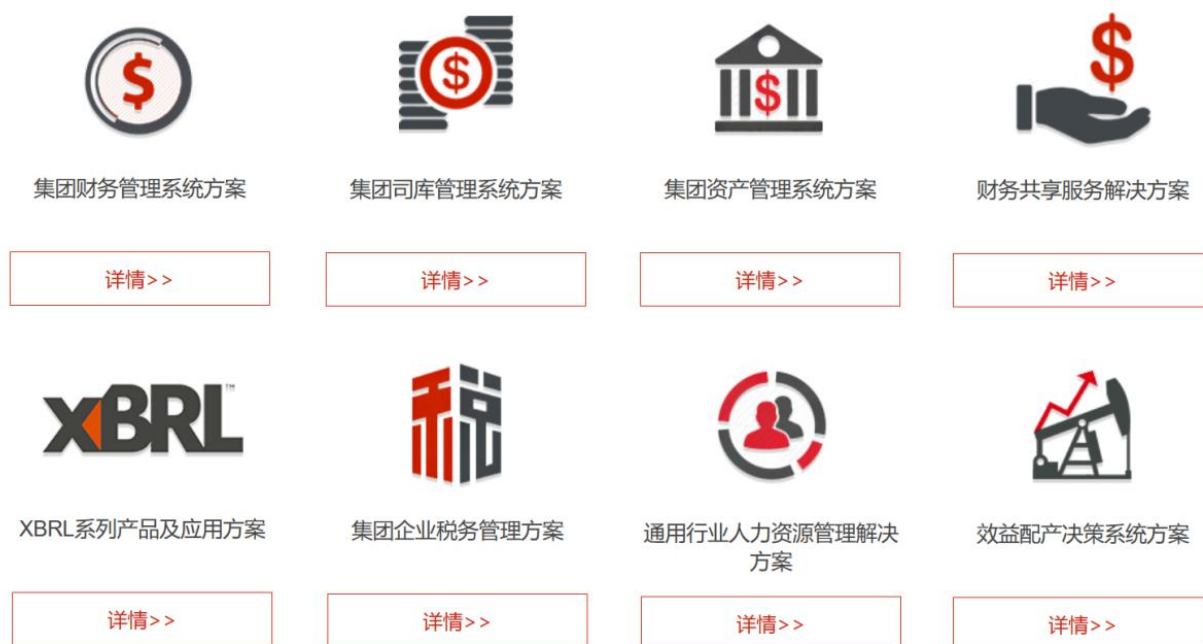 集团财务管理系统方案
集团司库管理系统方案
集团资产管理系统方案
财务共享服务解决方案
详情>>
详情>>
详情>>
详情>>
XBRL™
税
XBRL系列产品及应用方案
集团企业税务管理方案
通用行业人力资源管理解决
方案
效益配产决策系统方案
详情>>
详情>>
详情>>
详情>>